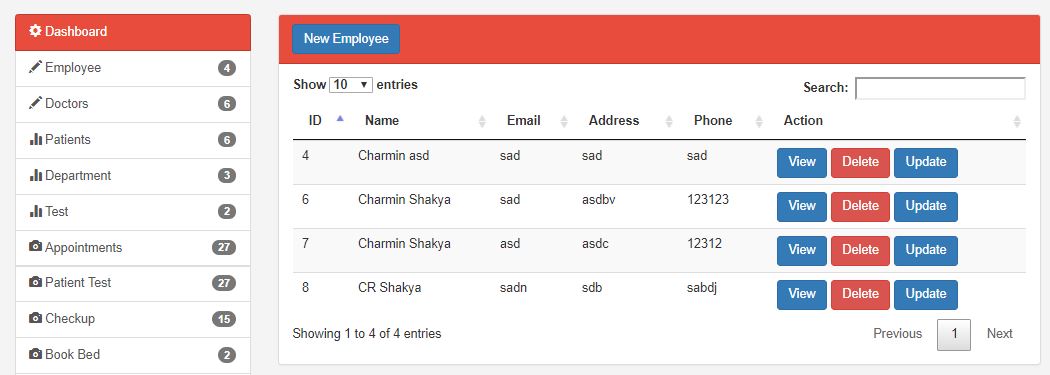 Dashboard
Employee 4
Doctors 6
Patients 6
Department 3
Test 2
Appointments 27
Patient Test 27
Checkup 15
Book Bed 2
New Employee
Show 10 entries Search:
ID Name Email Address Phone Action
4 Charmin asd sad sad sad View Delete Update
6 Charmin Shakya sad asdbv 123123 View Delete Update
7 Charmin Shakya asd asdc 12312 View Delete Update
8 CR Shakya sadn sdb sabdj View Delete Update
Showing 1 to 4 of 4 entries Previous 1 Next